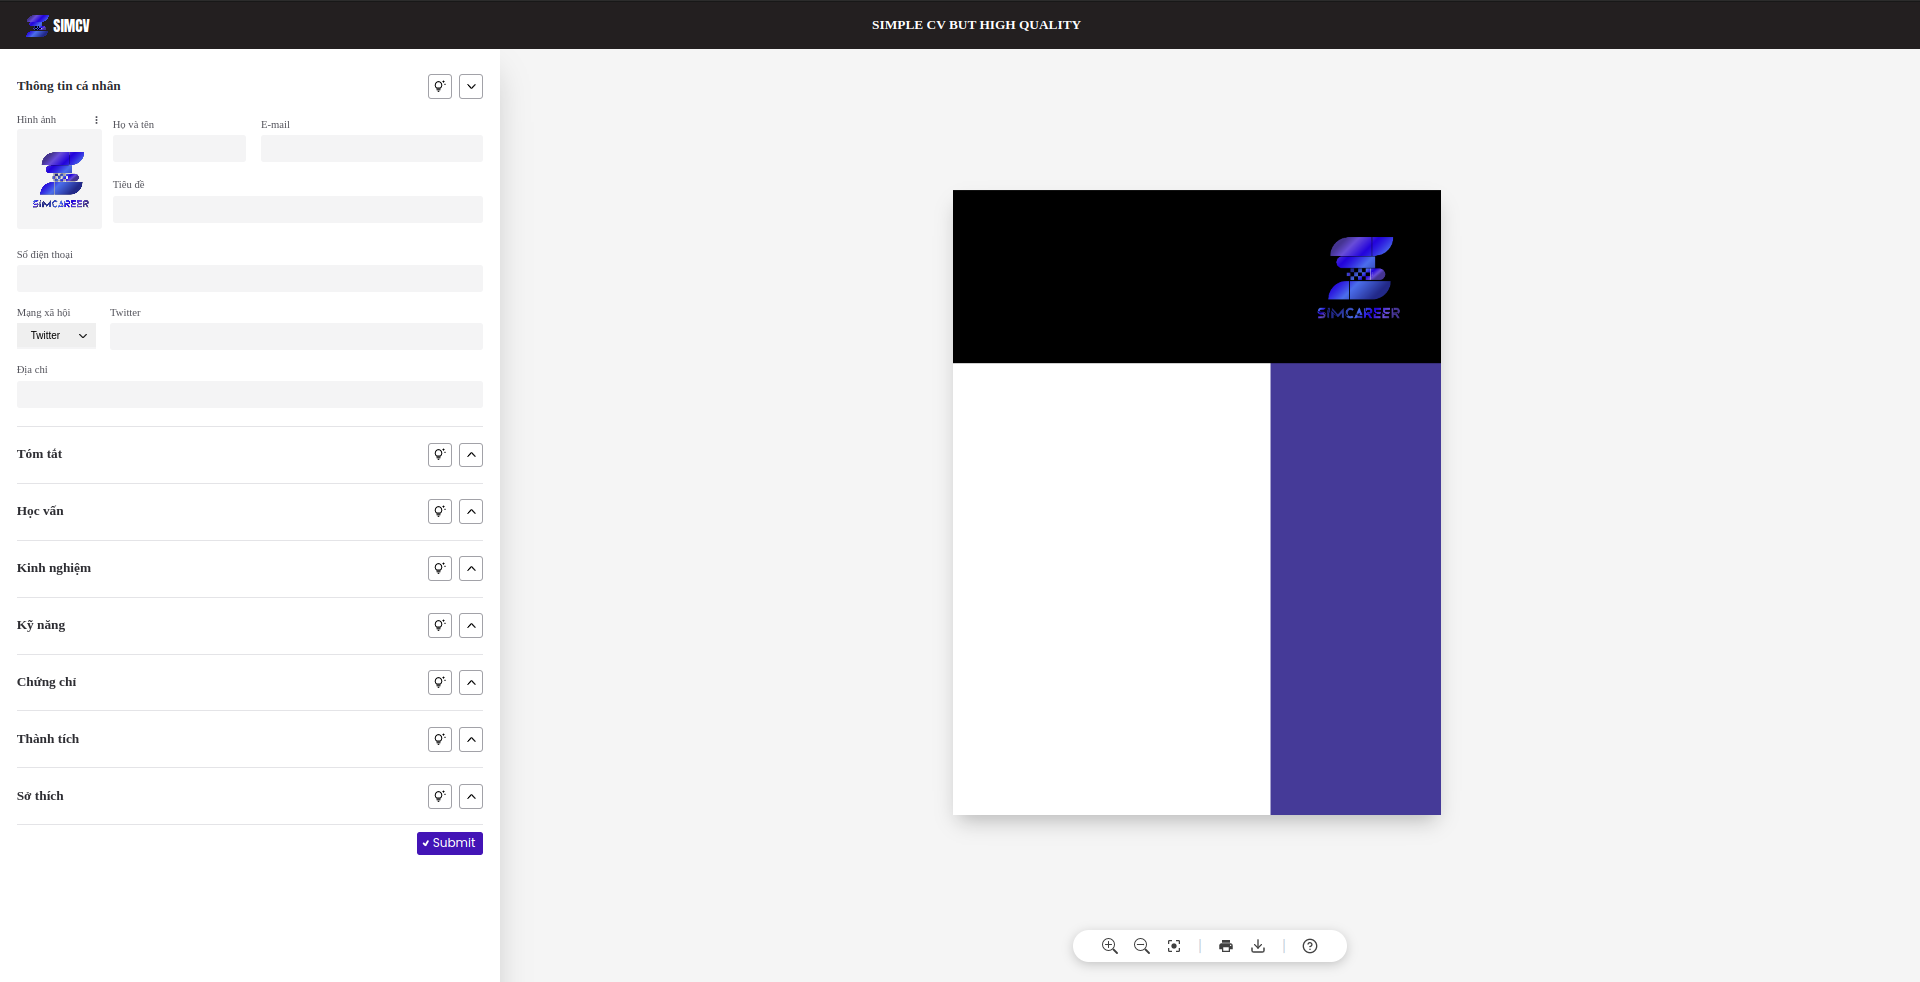 SIMCV
SIMPLE CV BUT HIGH QUALITY
Thông tin cá nhân
Hình ảnh
Họ và tên
E-mail
SIMCAREER
Tiêu đề
Số điện thoại
Mạng xã hội
Twitter
Twitter
Địa chỉ
Tóm tắt
Học vấn
Kinh nghiệm
Kỹ năng
Chứng chỉ
Thành tích
Sở thích
Submit
SIMCAREER